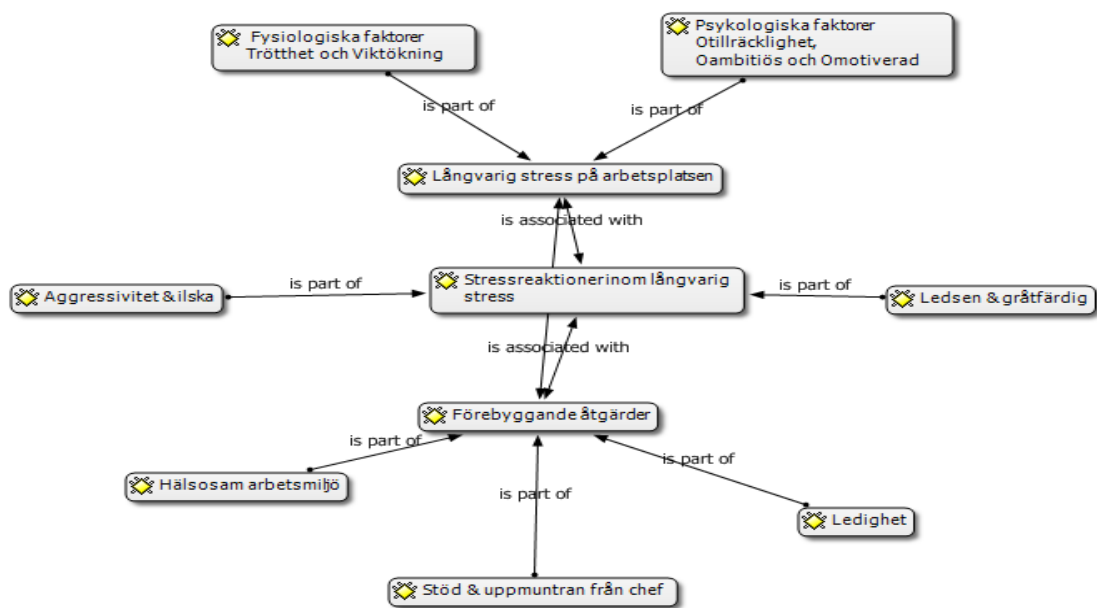 Fysiologiska faktorer
Trötthet och Viktökning
Psykologiska faktorer
Otillräcklighet,
Oambitiös och Omotiverad
is part of
is part of
Långvarig stress på arbetsplatsen
is associated with
Stressreaktionerinom långvarig
stress
Aggressivitet & ilska
is part of
is part of
Ledsen & gråtfärdig
is associated with
Förebyggande åtgärder
is part of
is part of
is part of
Hälsosam arbetsmiljö
Ledighet
Stöd & uppmuntran från chef